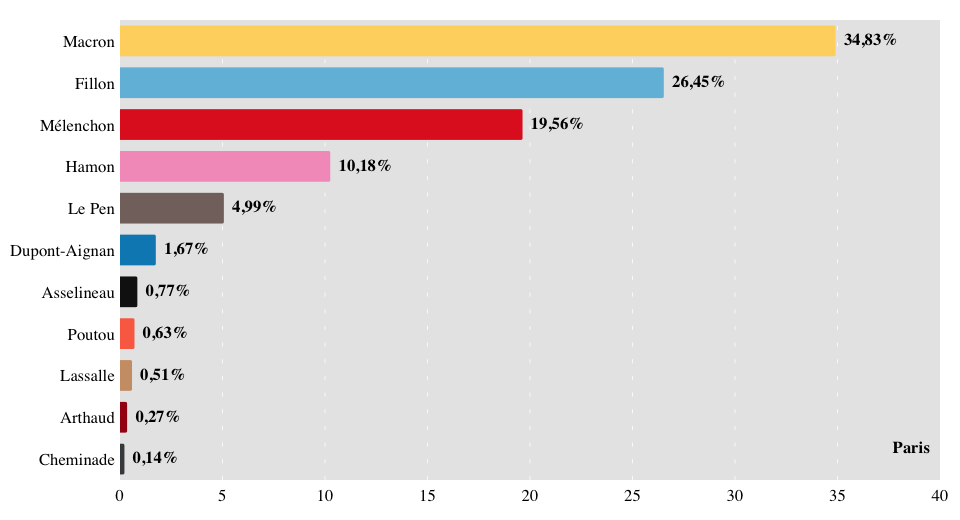 Macron 34,83%
Fillon 26,45%
Mélenchon 19,56%
Hamon 10,18%
Le Pen 4,99%
Dupont-Aignan 1,67%
Asselineau 0,77%
Poutou 0,63%
Lassalle 0,51%
Arthaud 0,27%
Paris
Cheminade 0,14%
0 5 10 15 20 25 30 35 40